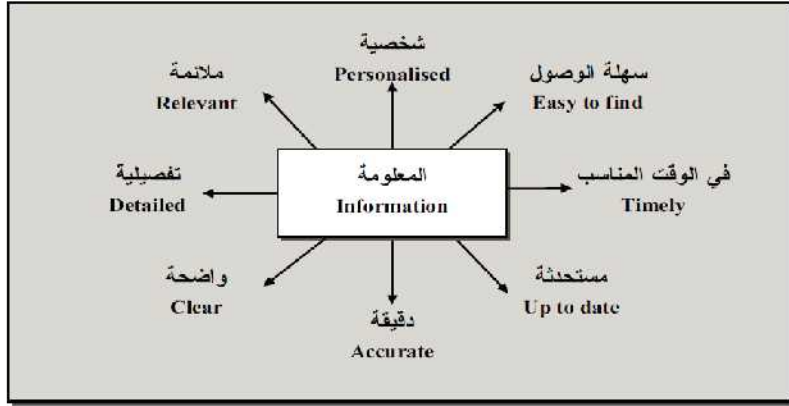 شخصية
Personalised
ملائمة
Relevant
سهلة الوصول
Easy to find
تفصيلية
Detailed
المعلومة
Information
في الوقت المناسب
Timely
واضحة
Clear
مستحدثة
Up to date
دقيقة
Accurate